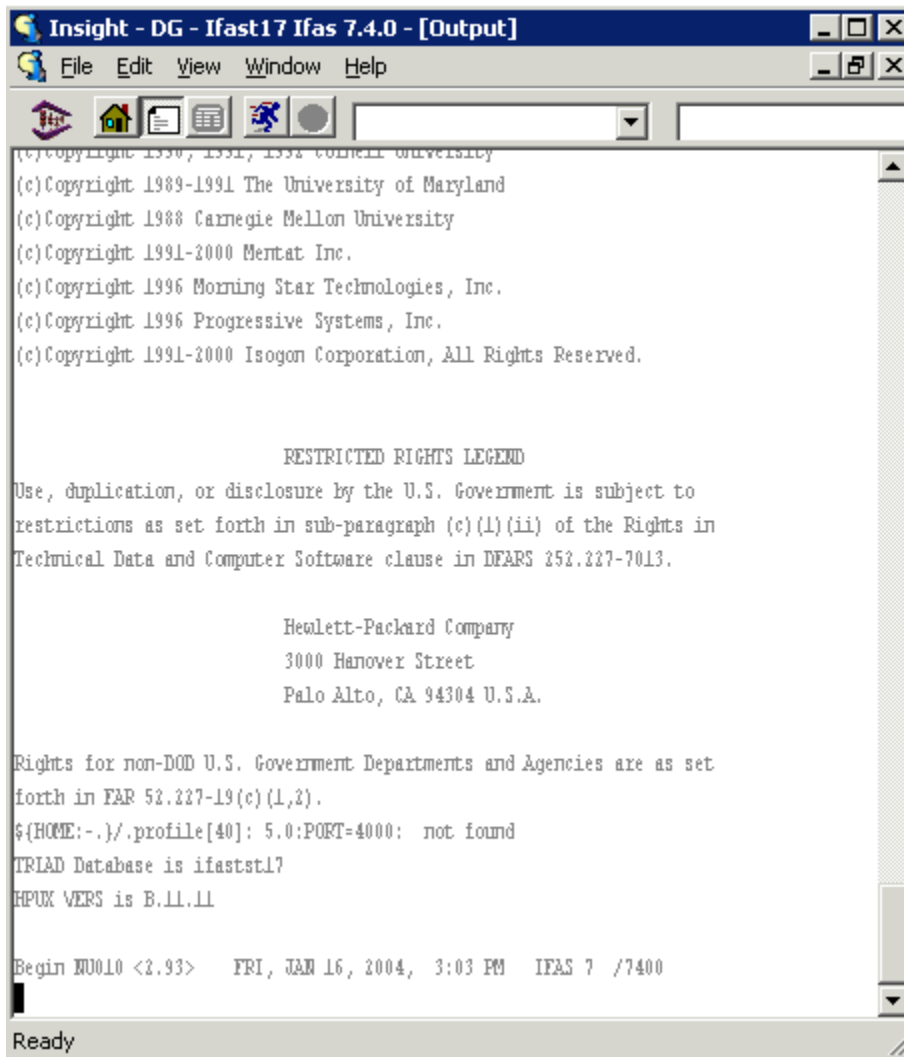 Insight - DG - Ifast17 Ifas 7.4.0 - [Output]
File Edit View Window Help
(c)Copyright 1990, 1991, 1992 Cornell University
(c)Copyright 1989-1991 The University of Maryland
(c)Copyright 1988 Carnegie Mellon University
(c)Copyright 1991-2000 Mentat Inc.
(c)Copyright 1996 Morning Star Technologies, Inc.
(c)Copyright 1996 Progressive Systems, Inc.
(c)Copyright 1991-2000 Isogon Corporation, All Rights Reserved.
RESTRICTED RIGHTS LEGEND
Use, duplication, or disclosure by the U.S. Government is subject to
restrictions as set forth in sub-paragraph (c)(1)(ii) of the Rights in
Technical Data and Computer Software clause in DFARS 252.227-7013.
Hewlett-Packard Company
3000 Hanover Street
Palo Alto, CA 94304 U.S.A.
Rights for non-DOD U.S. Government Departments and Agencies are as set
forth in FAR 52.227-19(c)(1,2).
${HOME:-.}/.profile[40]: 5.0:PORT=4000:  not found
TRIAD Database is ifastst17
HPUX VERS is B.11.11
Begin NU010 <2.93>   FRI, JAN 16, 2004,  3:03 PM   IFAS 7  /7400
Ready